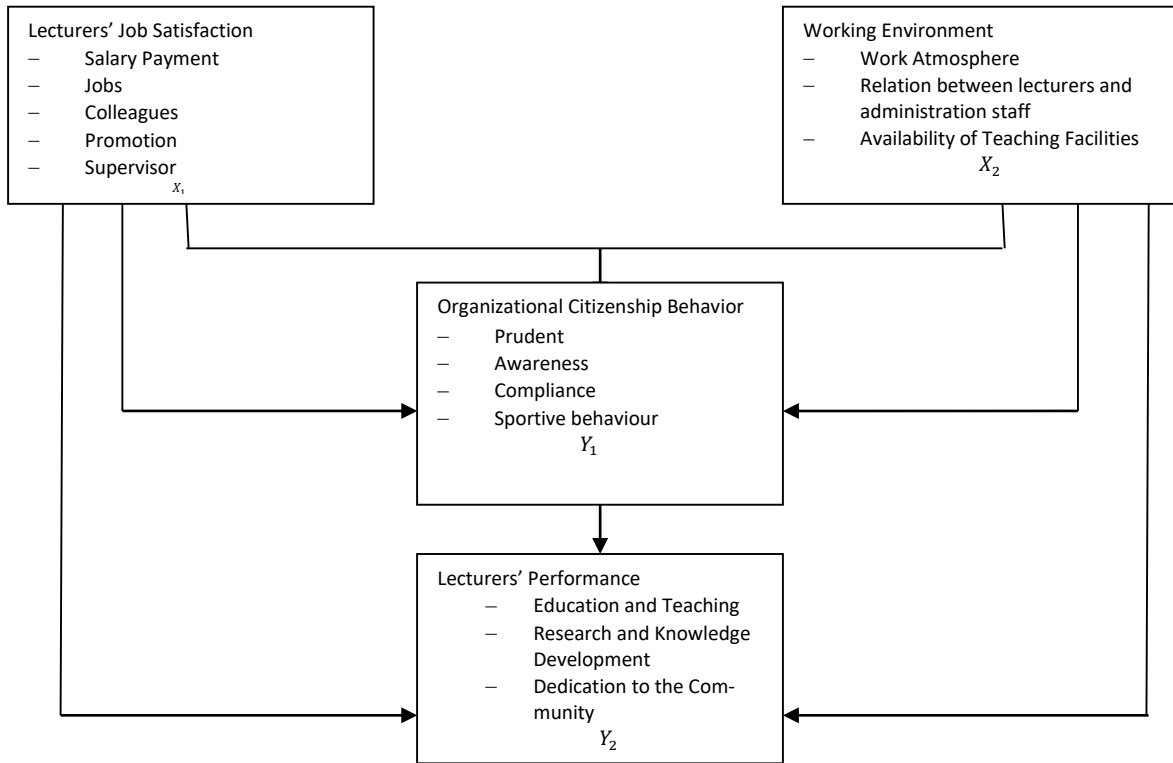 Lecturers’ Job Satisfaction
– Salary Payment
– Jobs
– Colleagues
– Promotion
– Supervisor
X₁
Working Environment
– Work Atmosphere
– Relation between lecturers and
administration staff
– Availability of Teaching Facilities
X₂
Organizational Citizenship Behavior
– Prudent
– Awareness
– Compliance
– Sportive behaviour
Y₁
Lecturers’ Performance
– Education and Teaching
– Research and Knowledge
Development
– Dedication to the Com-
munity
Y₂